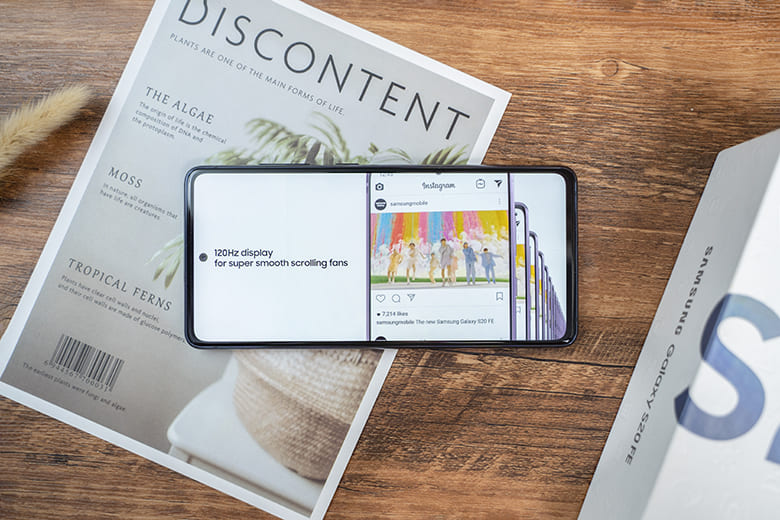 DISCONTENT
PLANTS ARE ONE OF THE MAIN FORMS OF LIFE.
THE ALGAE
The origin of life is the chemical
composition of DNA and
the protoplasm.
MOSS
In nature, all organisms that
have life are creatures.
TROPICAL FERNS
Plants have cell walls and nuclei,
and their cell walls are made of glucose polymers
The earliest plants were fungi and algae.
120Hz display
for super smooth scrolling fans
Instagram
samsungmobile
7,214 likes
samsungmobile The new Samsung Galaxy S20 FE
SAMSUNG Galaxy S20 FE
S